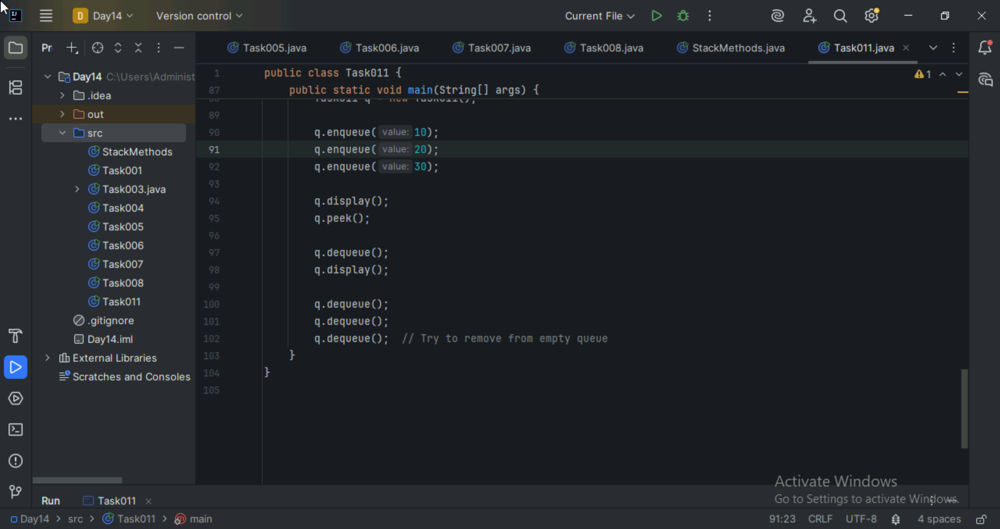 IJ
D Day14 Version control Current File
Pr
Task005.java Task006.java Task007.java Task008.java StackMethods.java Task011.java
Day14 C:\Users\Administ
.idea
out
src
StackMethods
Task001
Task003.java
Task004
Task005
Task006
Task007
Task008
Task011
.gitignore
Day14.iml
External Libraries
Scratches and Consoles
1 public class Task011 {
87 public static void main(String[] args) {
89
90 q.enqueue( value: 10);
91 q.enqueue( value: 20);
92 q.enqueue( value: 30);
93
94 q.display();
95 q.peek();
96
97 q.dequeue();
98 q.display();
99
100 q.dequeue();
101 q.dequeue();
102 q.dequeue(); // Try to remove from empty queue
103 }
104 }
105
1
Activate Windows
Go to Settings to activate Windows.
Run Task011
Day14 > src > Task011 > main
91:23 CRLF UTF-8 4 spaces